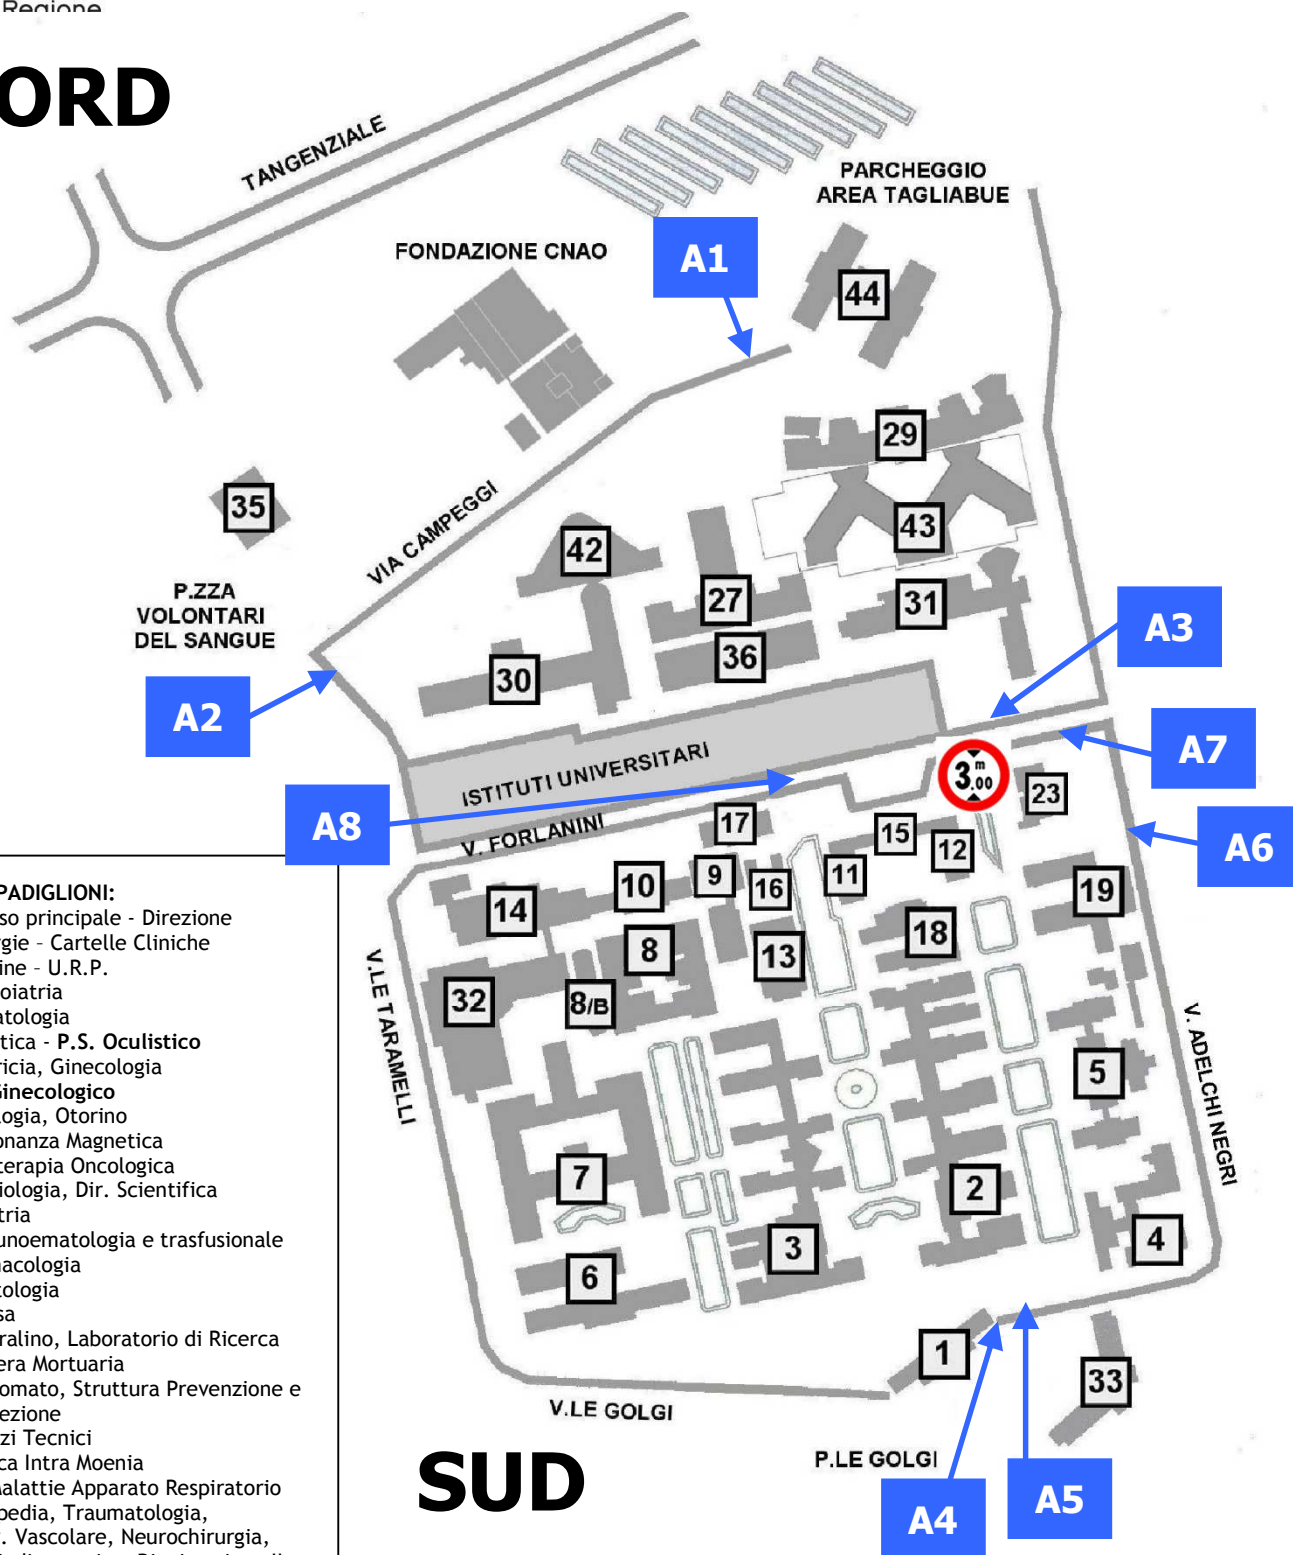 Regione
ORD
TANGENZIALE
PARCHEGGIO
AREA TAGLIABUE
FONDAZIONE CNAO
A1
44
29
35
VIA CAMPEGGI
42
43
P.ZZA
VOLONTARI
DEL SANGUE
27
31
36
A3
30
A2
ISTITUTI UNIVERSITARI
A7
3 m .00
23
A8
V. FORLANINI
17
15
12
A6
10
9
16
11
19
14
8
13
18
V.LE TARAMELLI
32
8/B
V. ADELCHI NEGRI
5
7
2
3
4
6
1
33
V.LE GOLGI
P.LE GOLGI
SUD
A4
A5
PADIGLIONI:
so principale - Direzione
rgie - Cartelle Cliniche
ine - U.R.P.
oiatria
atologia
tica - P.S. Oculistico
ricia, Ginecologia
Ginecologico
logia, Otorino
onanza Magnetica
terapia Oncologica
iologia, Dir. Scientifica
tria
unoematologia e trasfusionale
nacologia
tologia
sa
ralino, Laboratorio di Ricerca
era Mortuaria
omato, Struttura Prevenzione e
ezione
zi Tecnici
ca Intra Moenia
Malattie Apparato Respiratorio
pedia, Traumatologia,
. Vascolare, Neurochirurgia,